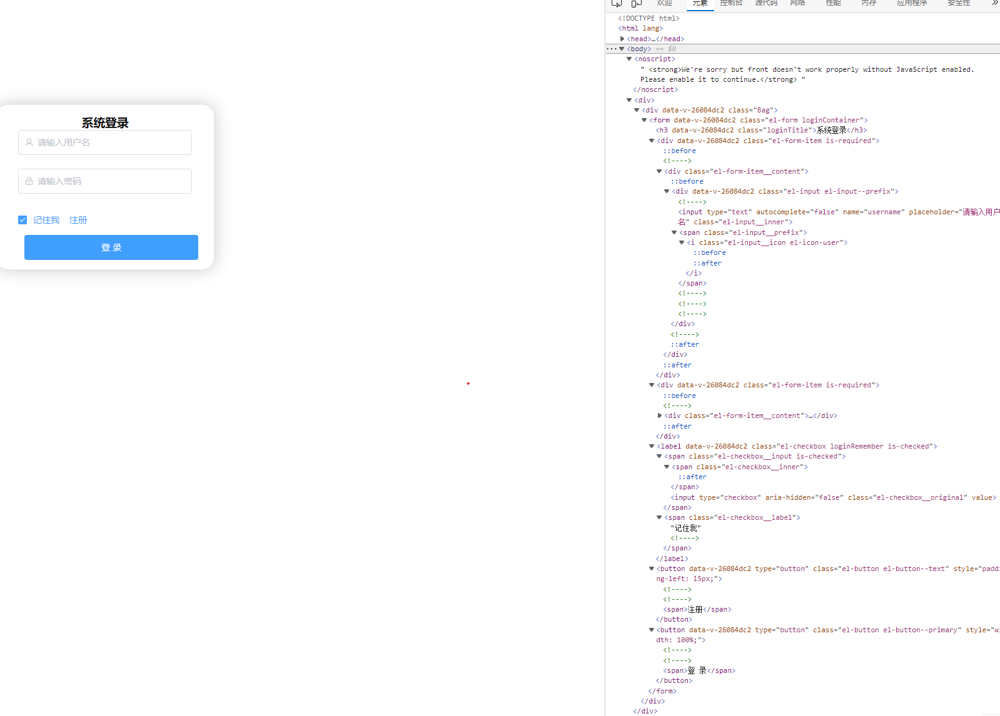 系统登录
请输入用户名
请输入密码
记住我 注册
登 录
欢迎 元素 控制台 源代码 网络 性能 内存 应用程序 安全性
<!DOCTYPE html>
<html lang>
<head>…</head>
<body> == $0
<noscript>
" <strong>We're sorry but front doesn't work properly without JavaScript enabled.
Please enable it to continue.</strong> "
</noscript>
<div>
<div data-v-26084dc2 class="Bag">
<form data-v-26084dc2 class="el-form loginContainer">
<h3 data-v-26084dc2 class="loginTitle">系统登录</h3>
<div data-v-26084dc2 class="el-form-item is-required">
::before
<!---->
<div class="el-form-item__content">
::before
<div data-v-26084dc2 class="el-input el-input--prefix">
<!---->
<input type="text" autocomplete="false" name="username" placeholder="请输入用户
名" class="el-input__inner">
<span class="el-input__prefix">
<i class="el-input__icon el-icon-user">
::before
::after
</i>
</span>
<!---->
<!---->
<!---->
</div>
<!---->
::after
</div>
::after
</div>
<div data-v-26084dc2 class="el-form-item is-required">
::before
<!---->
<div class="el-form-item__content">…</div>
::after
</div>
<label data-v-26084dc2 class="el-checkbox loginRemember is-checked">
<span class="el-checkbox__input is-checked">
<span class="el-checkbox__inner">
::after
</span>
<input type="checkbox" aria-hidden="false" class="el-checkbox__original" value>
</span>
<span class="el-checkbox__label">
"记住我"
<!---->
</span>
</label>
<button data-v-26084dc2 type="button" class="el-button el-button--text" style="paddi
ng-left: 15px;">
<!---->
<!---->
<span>注册</span>
</button>
<button data-v-26084dc2 type="button" class="el-button el-button--primary" style="wi
dth: 100%;">
<!---->
<!---->
<span>登 录</span>
</button>
</form>
</div>
</div>